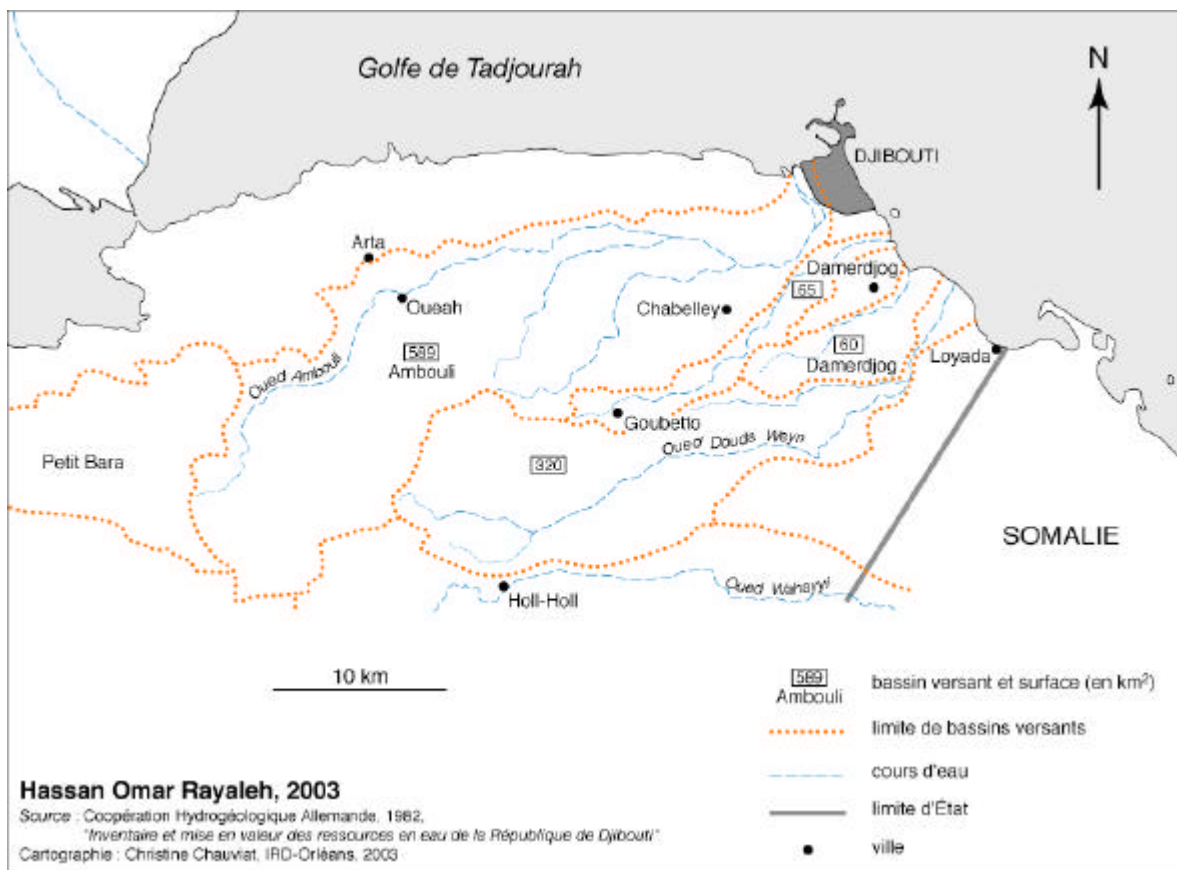 Golfe de Tadjourah
N
DJIBOUTI
Arta
Damerdjog
Oueah
55
Chabelley
589
Ambouli
60
Damerdjog
Loyada
Oued Ambouli
Goubetto
Oued Douds Weyn
Petit Bara
320
SOMALIE
Oued Wahayyi
Holl-Holl
10 km
589
Ambouli
bassin versant et surface (en km²)
limite de bassins versants
cours d'eau
limite d'État
ville
Hassan Omar Rayaleh, 2003
Source : Coopération Hydrogéologique Allemande, 1982,
"Inventaire et mise en valeur des ressources en eau de la République de Djibouti"
Cartographie : Christine Chauviat, IRD-Orléans, 2003